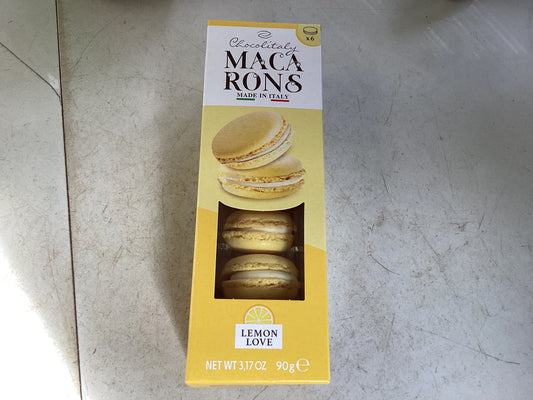 Chocolitaly
x6
MACA
RONS
MADE IN ITALY
LEMON
LOVE
NET WT 3,17 OZ 90g ℮